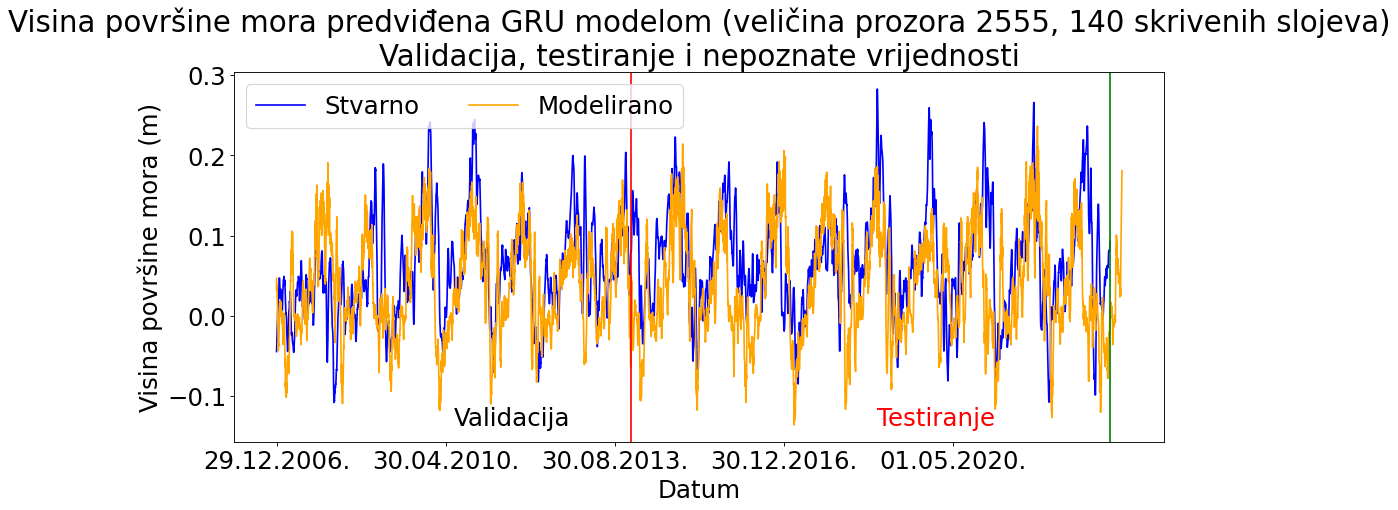 Visina površine mora predviđena GRU modelom (veličina prozora 2555, 140 skrivenih slojeva)
Validacija, testiranje i nepoznate vrijednosti
Stvarno
Modelirano
Visina površine mora (m)
0.3
0.2
0.1
0.0
−0.1
Validacija
Testiranje
29.12.2006.
30.04.2010.
30.08.2013.
30.12.2016.
01.05.2020.
Datum